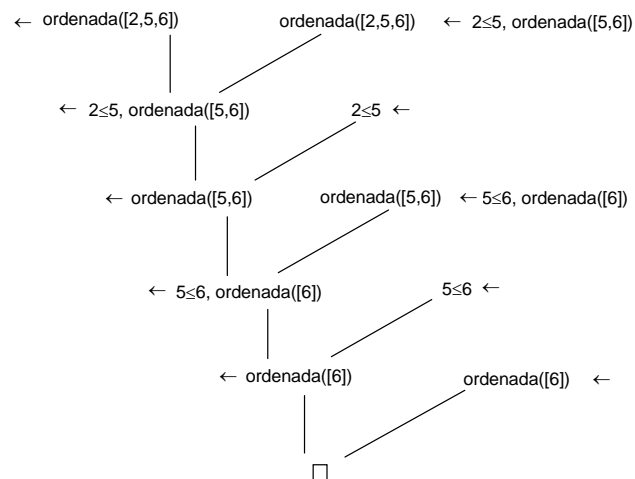 ← ordenada([2,5,6]) ordenada([2,5,6]) ← 2≤5, ordenada([5,6])
← 2≤5, ordenada([5,6]) 2≤5 ←
← ordenada([5,6]) ordenada([5,6]) ← 5≤6, ordenada([6])
← 5≤6, ordenada([6]) 5≤6 ←
← ordenada([6]) ordenada([6]) ←